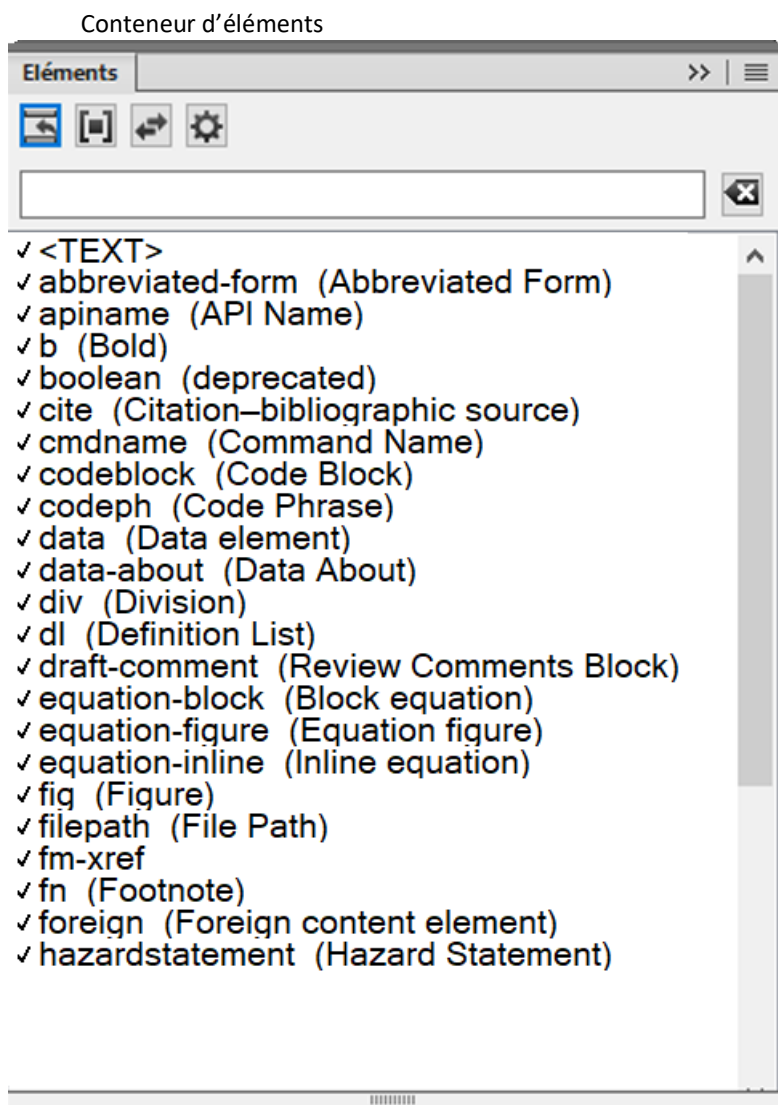 Conteneur d’éléments
Eléments
<TEXT>
abbreviated-form (Abbreviated Form)
apiname (API Name)
b (Bold)
boolean (deprecated)
cite (Citation–bibliographic source)
cmdname (Command Name)
codeblock (Code Block)
codeph (Code Phrase)
data (Data element)
data-about (Data About)
div (Division)
dl (Definition List)
draft-comment (Review Comments Block)
equation-block (Block equation)
equation-figure (Equation figure)
equation-inline (Inline equation)
fig (Figure)
filepath (File Path)
fm-xref
fn (Footnote)
foreign (Foreign content element)
hazardstatement (Hazard Statement)